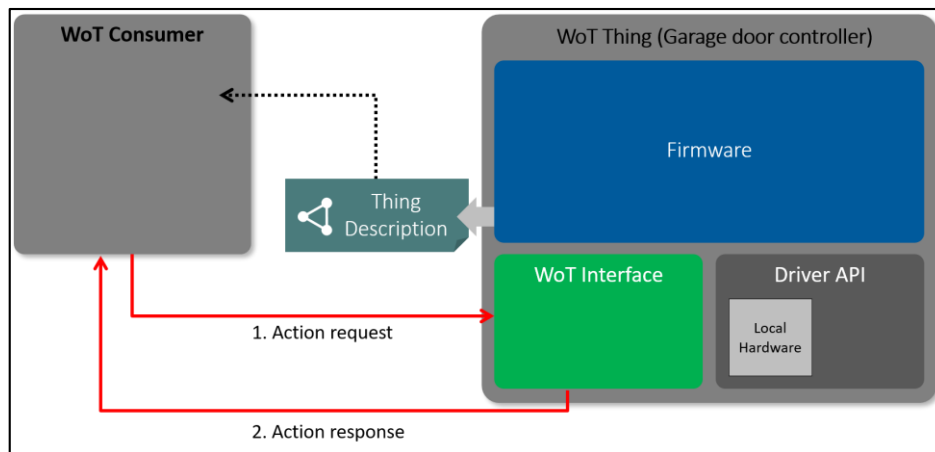 WoT Consumer
WoT Thing (Garage door controller)
Firmware
Thing
Description
WoT Interface
Driver API
Local
Hardware
1. Action request
2. Action response